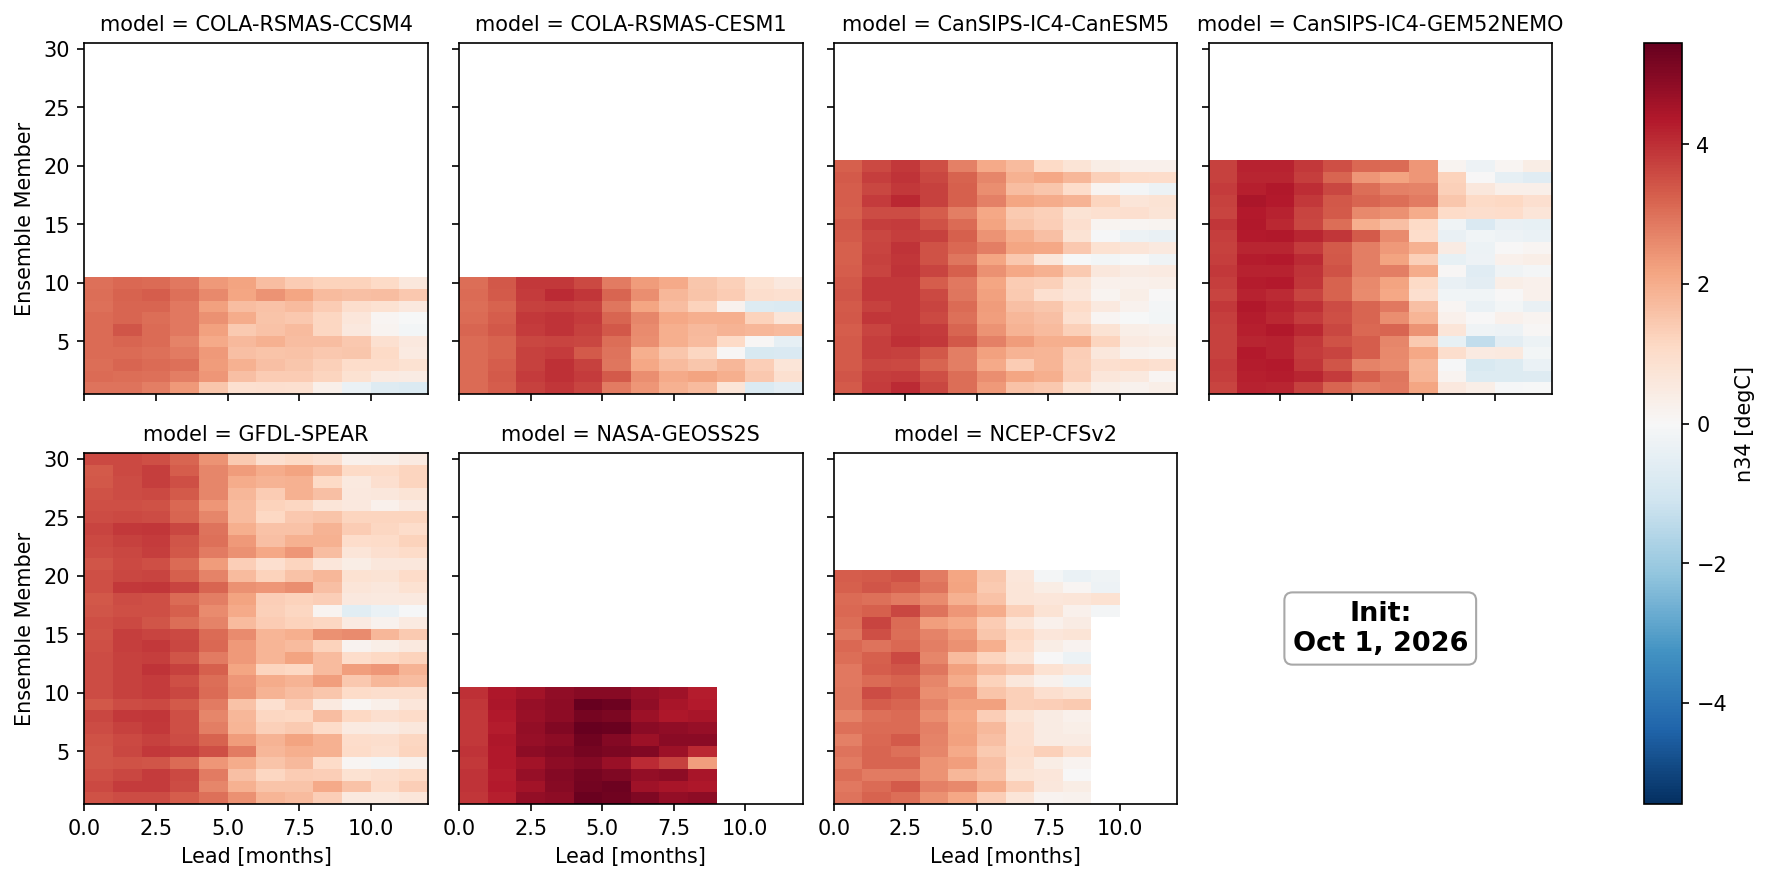 model = COLA-RSMAS-CCSM4
model = COLA-RSMAS-CESM1
model = CanSIPS-IC4-CanESM5
model = CanSIPS-IC4-GEM52NEMO
30
25
20
15
10
5
Ensemble Member
model = GFDL-SPEAR
model = NASA-GEOSS2S
model = NCEP-CFSv2
30
25
20
15
10
5
Ensemble Member
0.0 2.5 5.0 7.5 10.0
0.0 2.5 5.0 7.5 10.0
0.0 2.5 5.0 7.5 10.0
Lead [months]
Lead [months]
Lead [months]
Init:
Oct 1, 2026
4
2
0
−2
−4
n34 [degC]